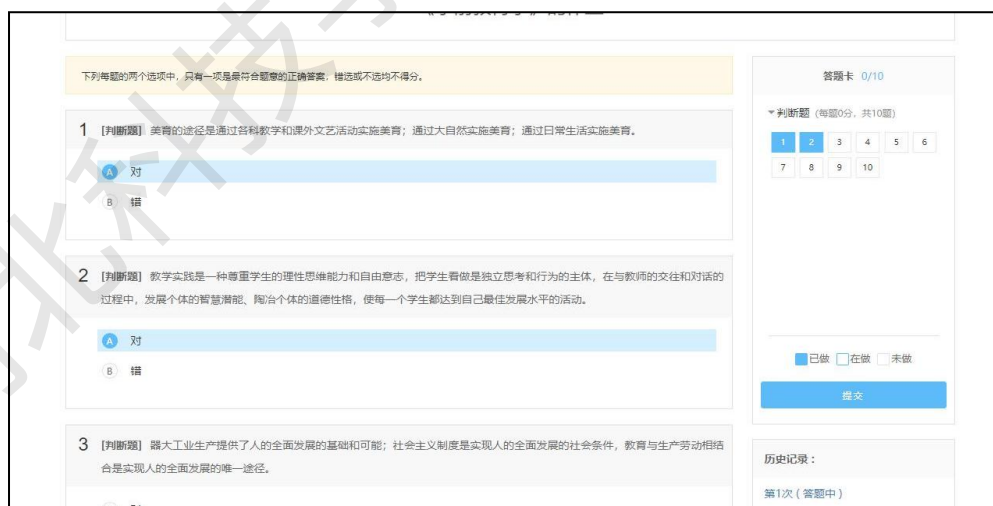 下列每题的两个选项中，只有一项是最符合题意的正确答案，错选或不选均不得分。
1 [判断题] 美育的途径是通过各科教学和课外文艺活动实施美育；通过大自然实施美育；通过日常生活实施美育。
A 对
B 错
2 [判断题] 教学实践是一种尊重学生的理性思维能力和自由意志，把学生看做是独立思考和行为的主体，在与教师的交往和对话的
过程中，发展个体的智慧潜能、陶冶个体的道德性格，使每一个学生都达到自己最佳发展水平的活动。
A 对
B 错
3 [判断题] 器大工业生产提供了人的全面发展的基础和可能；社会主义制度是实现人的全面发展的社会条件，教育与生产劳动相结
合是实现人的全面发展的唯一途径。
答题卡 0/10
判断题 (每题0分，共10题)
1 2 3 4 5 6
7 8 9 10
已做 在做 未做
提交
历史记录：
第1次 ( 答题中 )
北科技